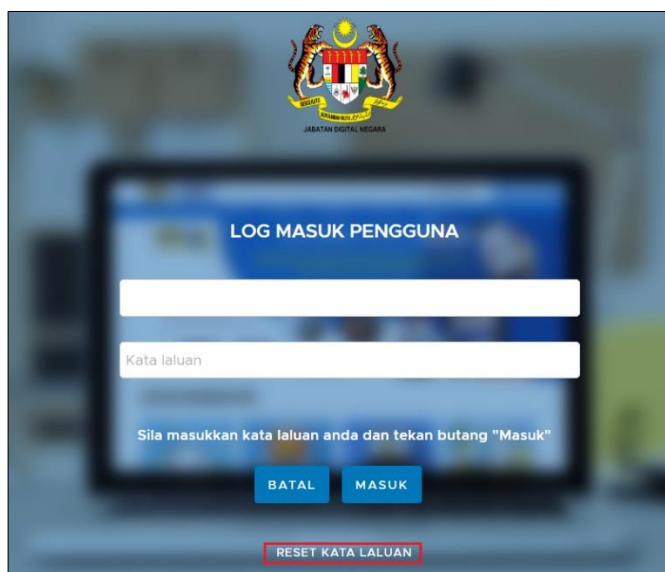 JABATAN DIGITAL NEGARA
LOG MASUK PENGGUNA
Kata laluan
Sila masukkan kata laluan anda dan tekan butang "Masuk"
BATAL MASUK
RESET KATA LALUAN